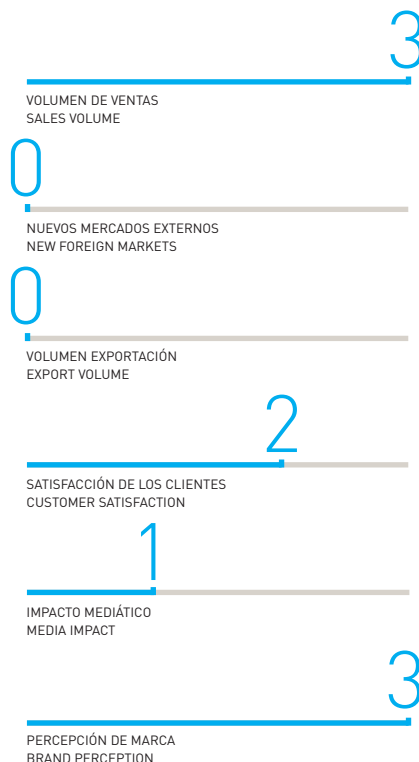 3
VOLUMEN DE VENTAS
SALES VOLUME
0
NUEVOS MERCADOS EXTERNOS
NEW FOREIGN MARKETS
0
VOLUMEN EXPORTACIÓN
EXPORT VOLUME
2
SATISFACCIÓN DE LOS CLIENTES
CUSTOMER SATISFACTION
1
IMPACTO MEDIÁTICO
MEDIA IMPACT
3
PERCEPCIÓN DE MARCA
BRAND PERCEPTION